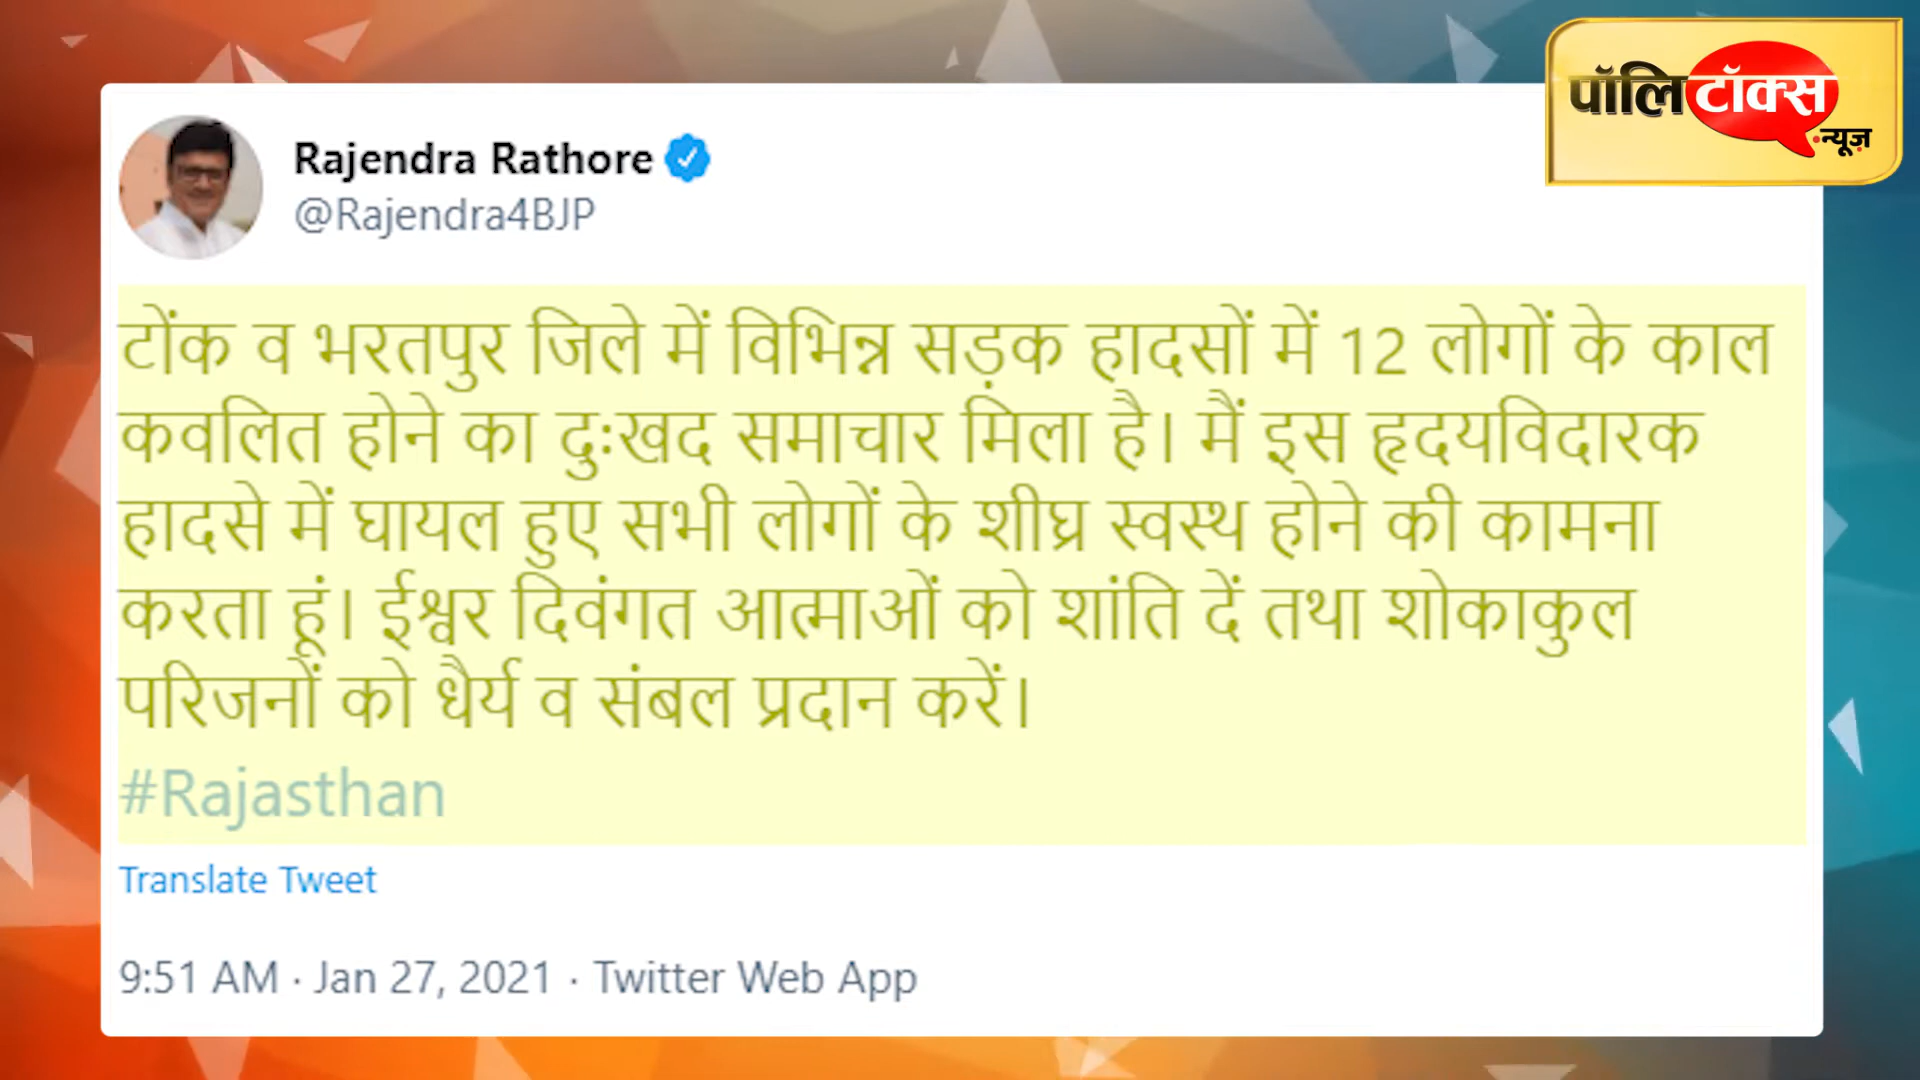 पॉलिटॉक्स
न्यूज़
Rajendra Rathore
@Rajendra4BJP
टोंक व भरतपुर जिले में विभिन्न सड़क हादसों में 12 लोगों के काल
कवलित होने का दुःखद समाचार मिला है। मैं इस हृदयविदारक
हादसे में घायल हुए सभी लोगों के शीघ्र स्वस्थ होने की कामना
करता हूं। ईश्वर दिवंगत आत्माओं को शांति दें तथा शोकाकुल
परिजनों को धैर्य व संबल प्रदान करें।
#Rajasthan
Translate Tweet
9:51 AM · Jan 27, 2021 · Twitter Web App